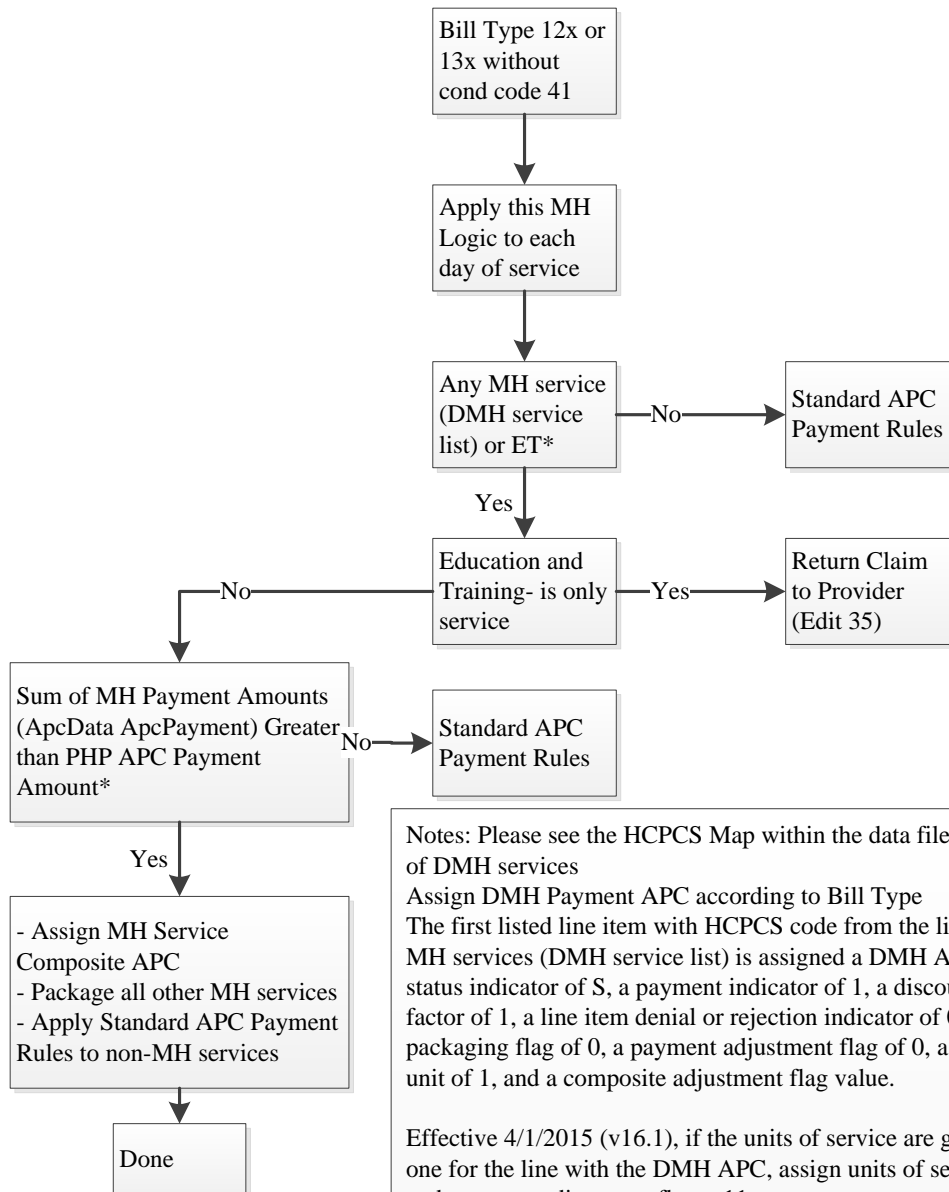 Bill Type 12x or
13x without
cond code 41
Apply this MH
Logic to each
day of service
Any MH service
(DMH service
list) or ET*
No
Standard APC
Payment Rules
Yes
Education and
Training- is only
service
No
Yes
Return Claim
to Provider
(Edit 35)
Sum of MH Payment Amounts
(ApcData ApcPayment) Greater
than PHP APC Payment
Amount*
No
Standard APC
Payment Rules
Yes
- Assign MH Service
Composite APC
- Package all other MH services
- Apply Standard APC Payment
Rules to non-MH services
Done
Notes: Please see the HCPCS Map within the data file
of DMH services
Assign DMH Payment APC according to Bill Type
The first listed line item with HCPCS code from the
MH services (DMH service list) is assigned a DMH
status indicator of S, a payment indicator of 1, a
factor of 1, a line item denial or rejection indicator of
packaging flag of 0, a payment adjustment flag of 0, a
unit of 1, and a composite adjustment flag value.
Effective 4/1/2015 (v16.1), if the units of service are
one for the line with the DMH APC, assign units of